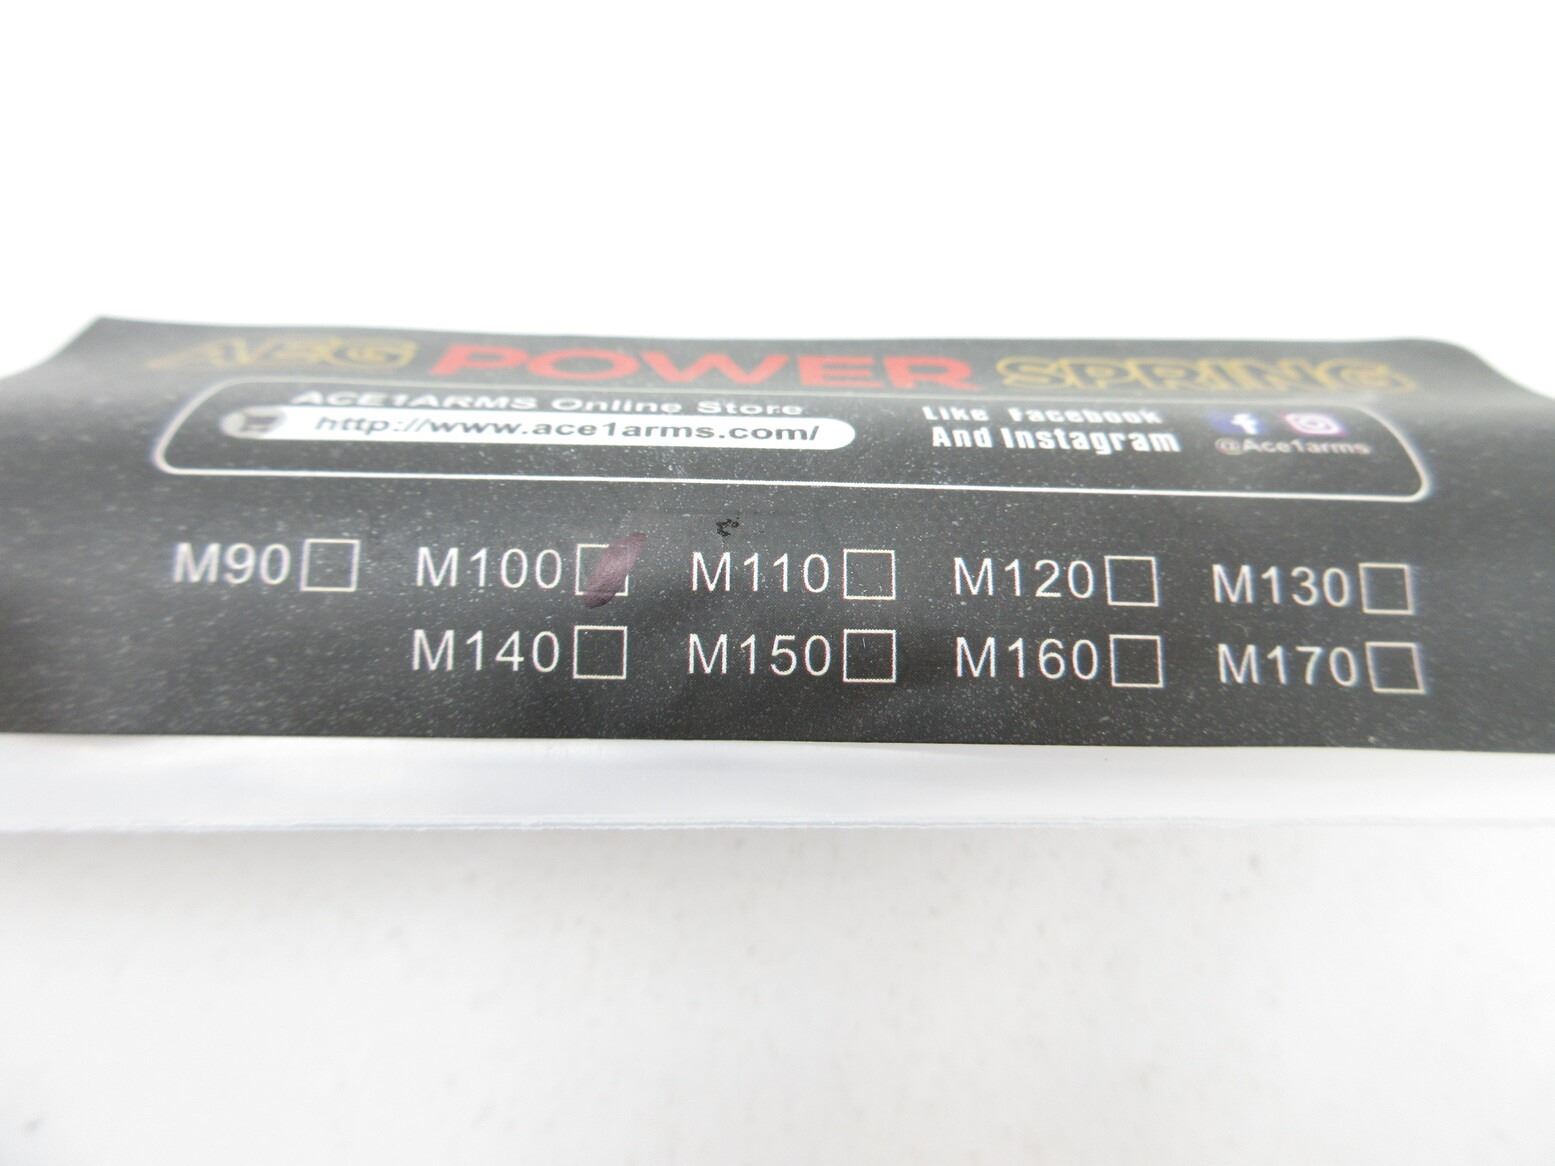 AEG POWER SPRING
ACE1ARMS Online Store
http://www.ace1arms.com/
Like Facebook
And Instagram
@Ace1arms
M90 M100 M110 M120 M130
M140 M150 M160 M170